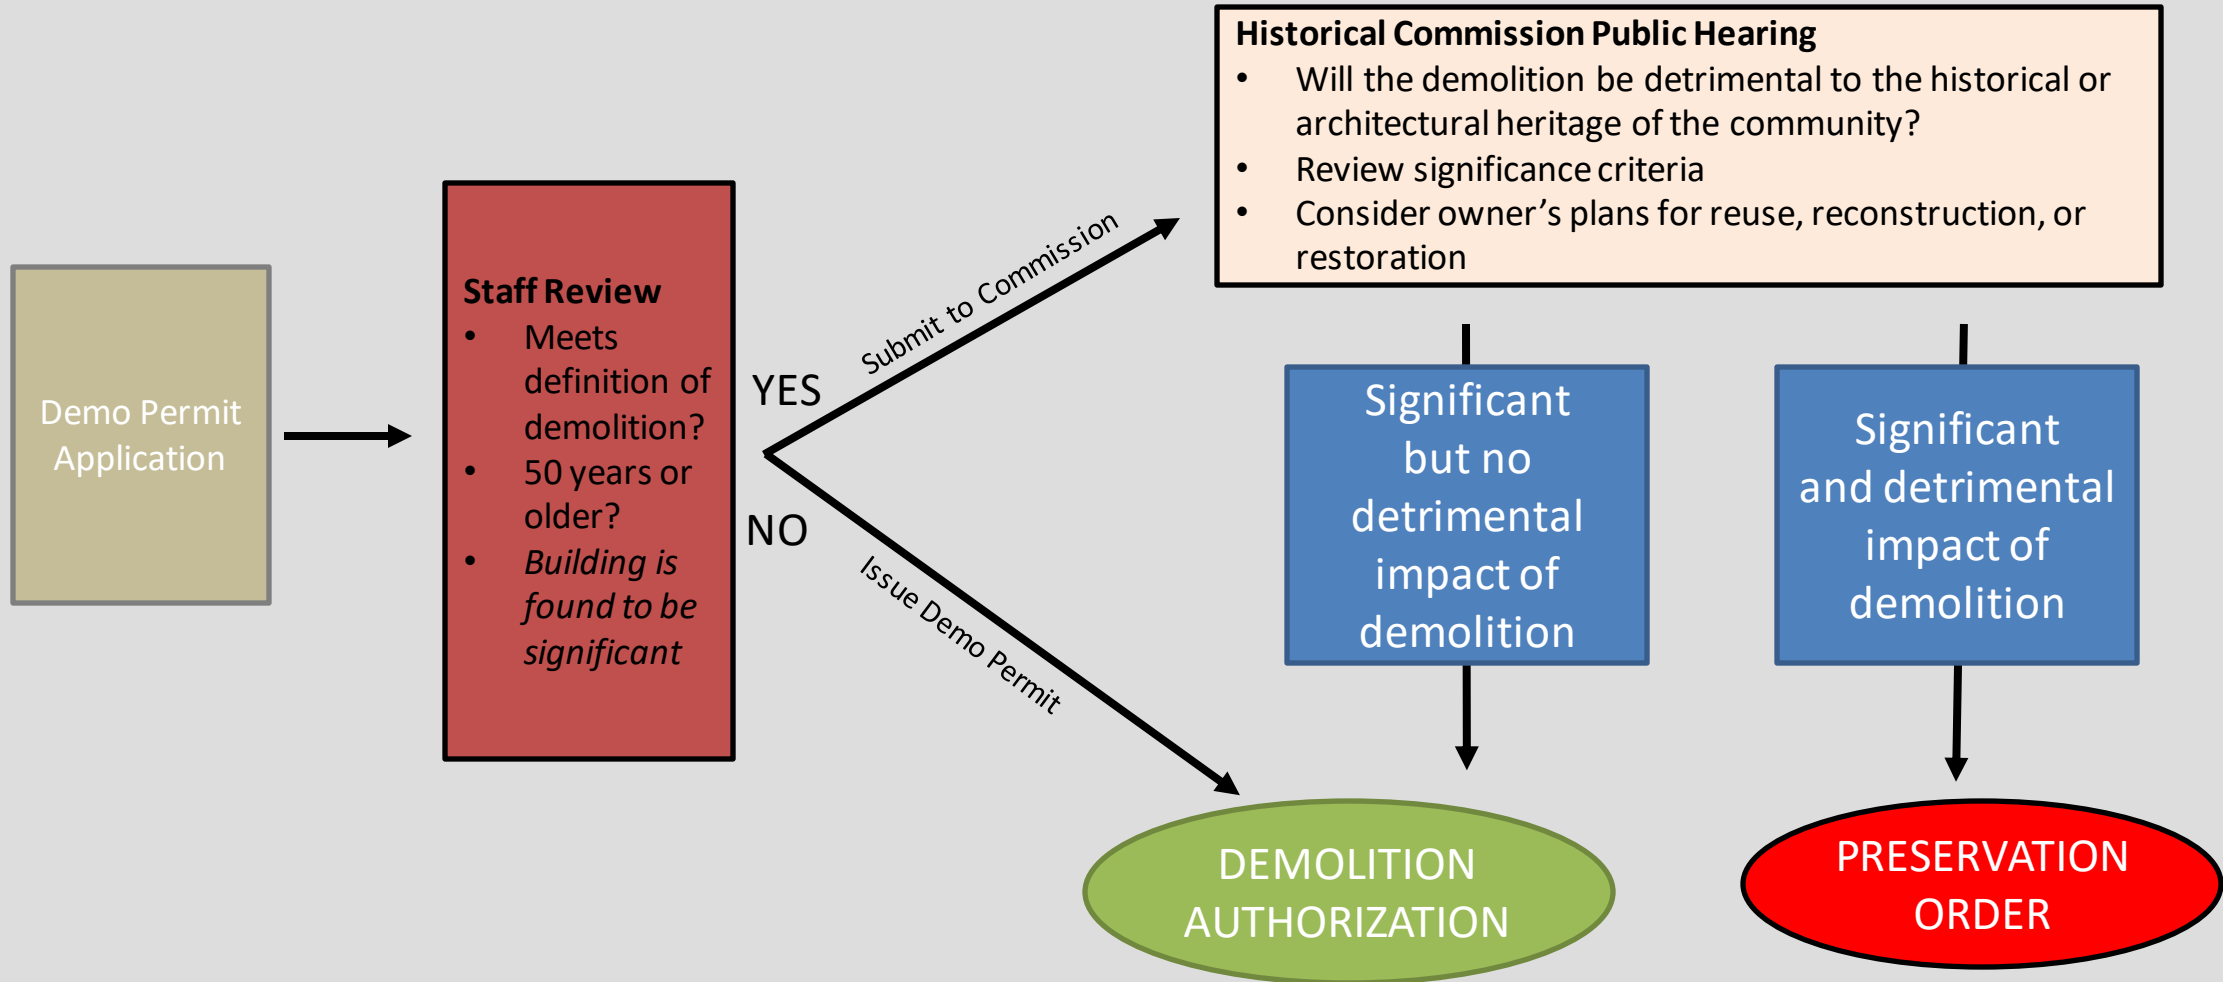 Demo Permit
Application
Staff Review
• Meets
definition of
demolition?
• 50 years or
older?
• Building is
found to be
significant
YES
Submit to Commission
NO
Issue Demo Permit
Historical Commission Public Hearing
• Will the demolition be detrimental to the historical or
architectural heritage of the community?
• Review significance criteria
• Consider owner’s plans for reuse, reconstruction, or
restoration
Significant
but no
detrimental
impact of
demolition
Significant
and detrimental
impact of
demolition
DEMOLITION
AUTHORIZATION
PRESERVATION
ORDER